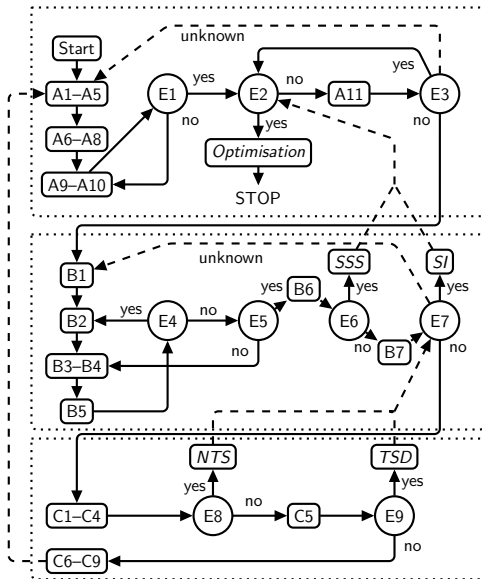 Start
unknown
A1–A5
E1
yes
E2
no
A11
yes
E3
no
yes
no
A6–A8
Optimisation
A9–A10
STOP
unknown
SSS
SI
B1
yes
B6
yes
yes
B2
yes
E4
no
E5
E6
E7
no
no
B7
no
B3–B4
B5
NTS
TSD
yes
no
yes
C1–C4
E8
C5
E9
no
C6–C9